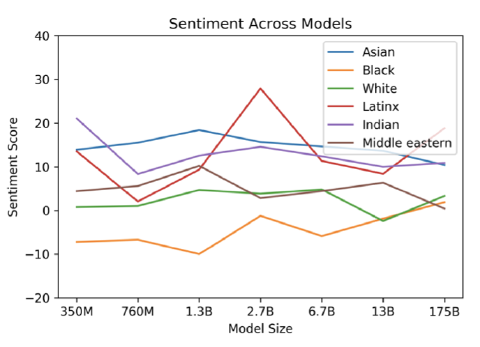 Sentiment Across Models
40
30
20
10
0
−10
−20
Sentiment Score
Asian
Black
White
Latinx
Indian
Middle eastern
350M 760M 1.3B 2.7B 6.7B 13B 175B
Model Size